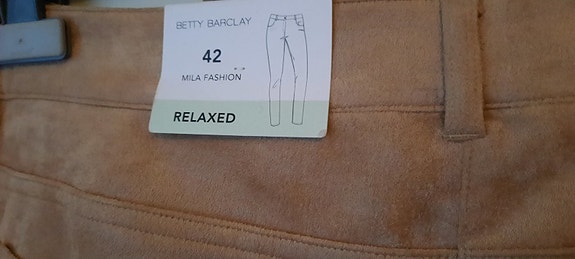 BETTY BARCLAY
42
MILA FASHION
RELAXED